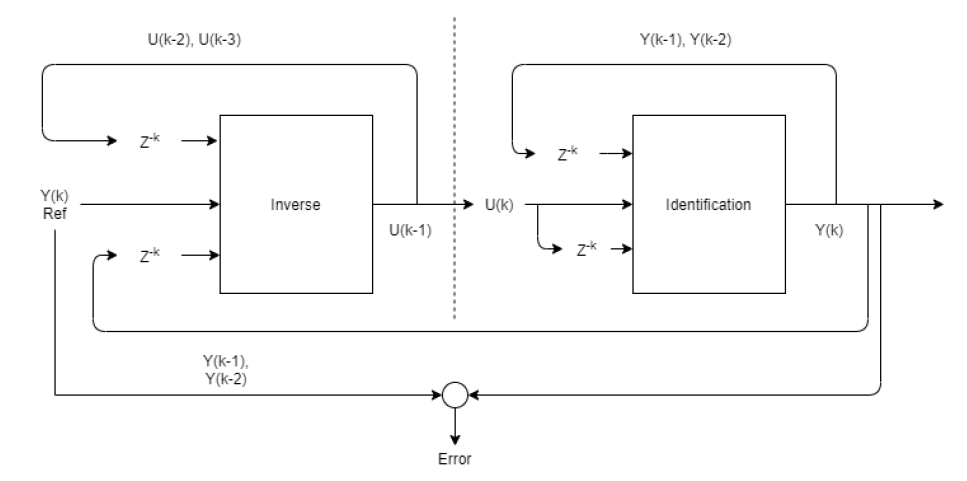 U(k-2), U(k-3)
Y(k-1), Y(k-2)
Z-k
Z-k
Y(k)
Ref
Inverse
U(k)
Identification
U(k-1)
Y(k)
Z-k
Z-k
Y(k-1),
Y(k-2)
Error